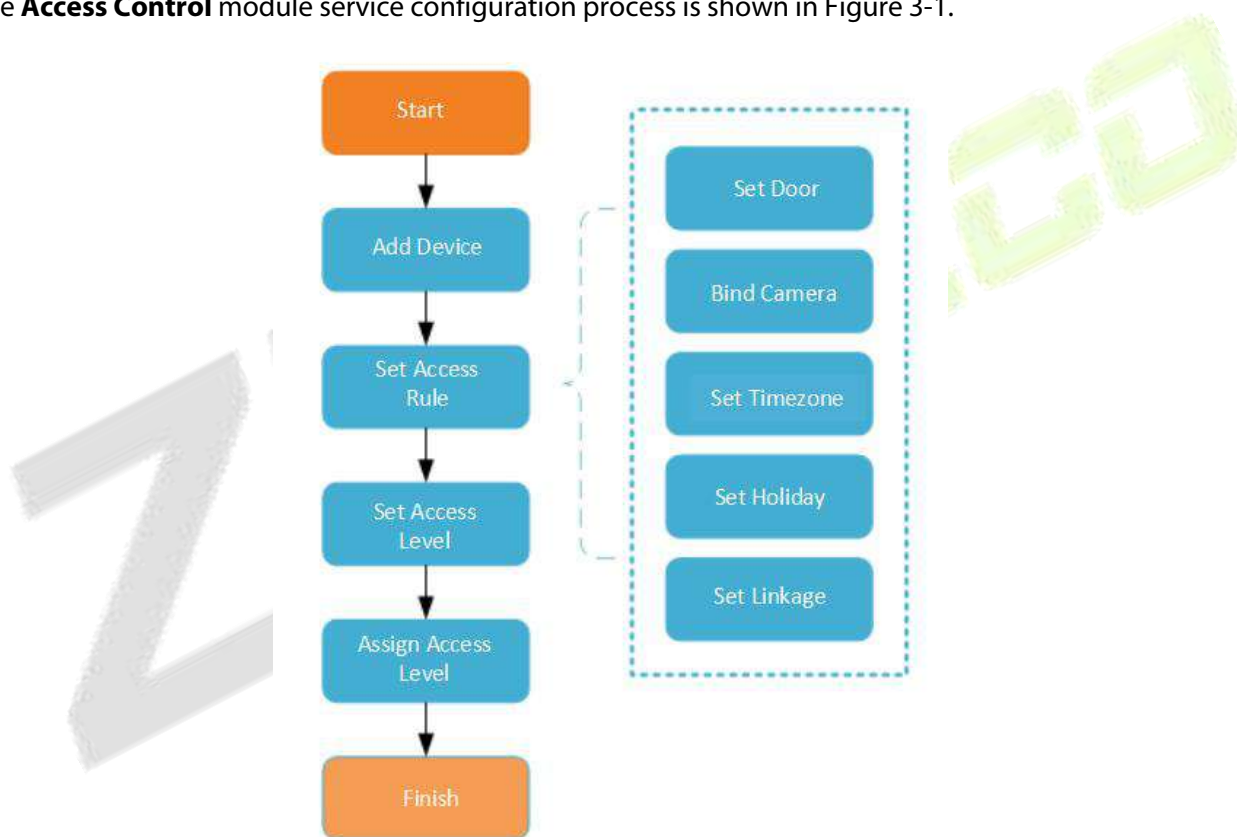 e Access Control module service configuration process is shown in Figure 3-1.
Start
Add Device
Set Access
Rule
Set Access
Level
Assign Access
Level
Finish
Set Door
Bind Camera
Set Timezone
Set Holiday
Set Linkage